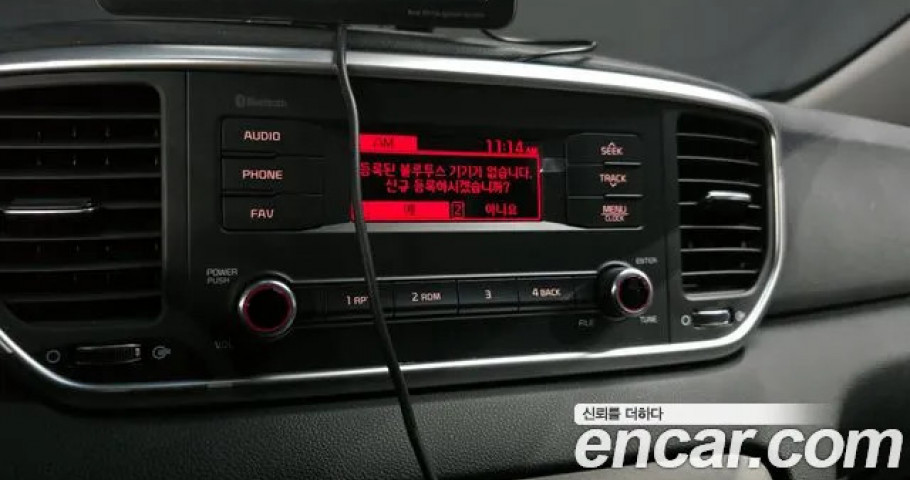 Bluetooth
AUDIO
PHONE
FAV
AM 11:14 AM
등록된 블루투스 기기가 없습니다.
신규 등록하시겠습니까?
예 2 아니요
SEEK
TRACK
MENU
CLOCK
POWER
PUSH
VOL
1 RPT
2 RDM
3
4 BACK
ENTER
FILE
TUNE
신뢰를 더하다
encar.com